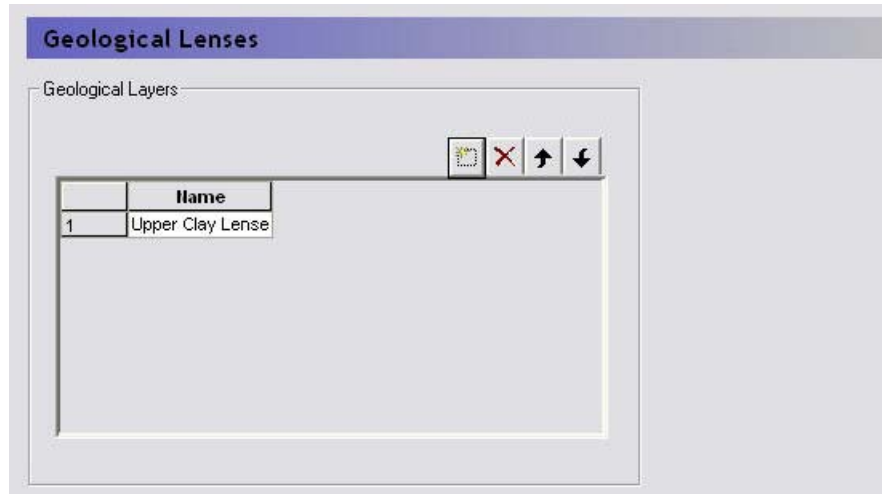 Geological Lenses
Geological Layers
Name
1 Upper Clay Lense